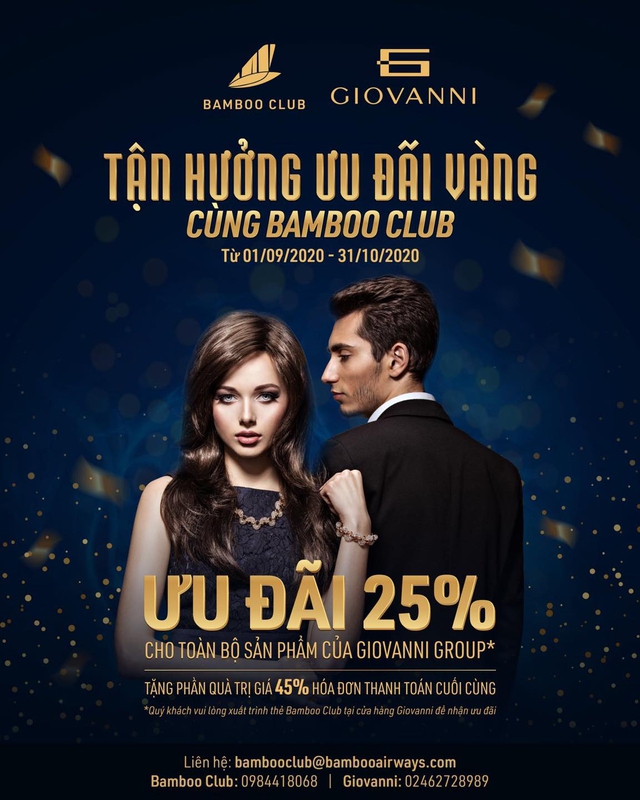 BAMBOO CLUB
GIOVANNI
TẬN HƯỞNG ƯU ĐÃI VÀNG
CÙNG BAMBOO CLUB
Từ 01/09/2020 - 31/10/2020
ƯU ĐÃI 25%
CHO TOÀN BỘ SẢN PHẨM CỦA GIOVANNI GROUP*
TẶNG PHẦN QUÀ TRỊ GIÁ 45% HÓA ĐƠN THANH TOÁN CUỐI CÙNG
*Quý khách vui lòng xuất trình thẻ Bamboo Club tại cửa hàng Giovanni để nhận ưu đãi
Liên hệ: bambooclub@bambooairways.com
Bamboo Club: 0984418068 | Giovanni: 02462728989